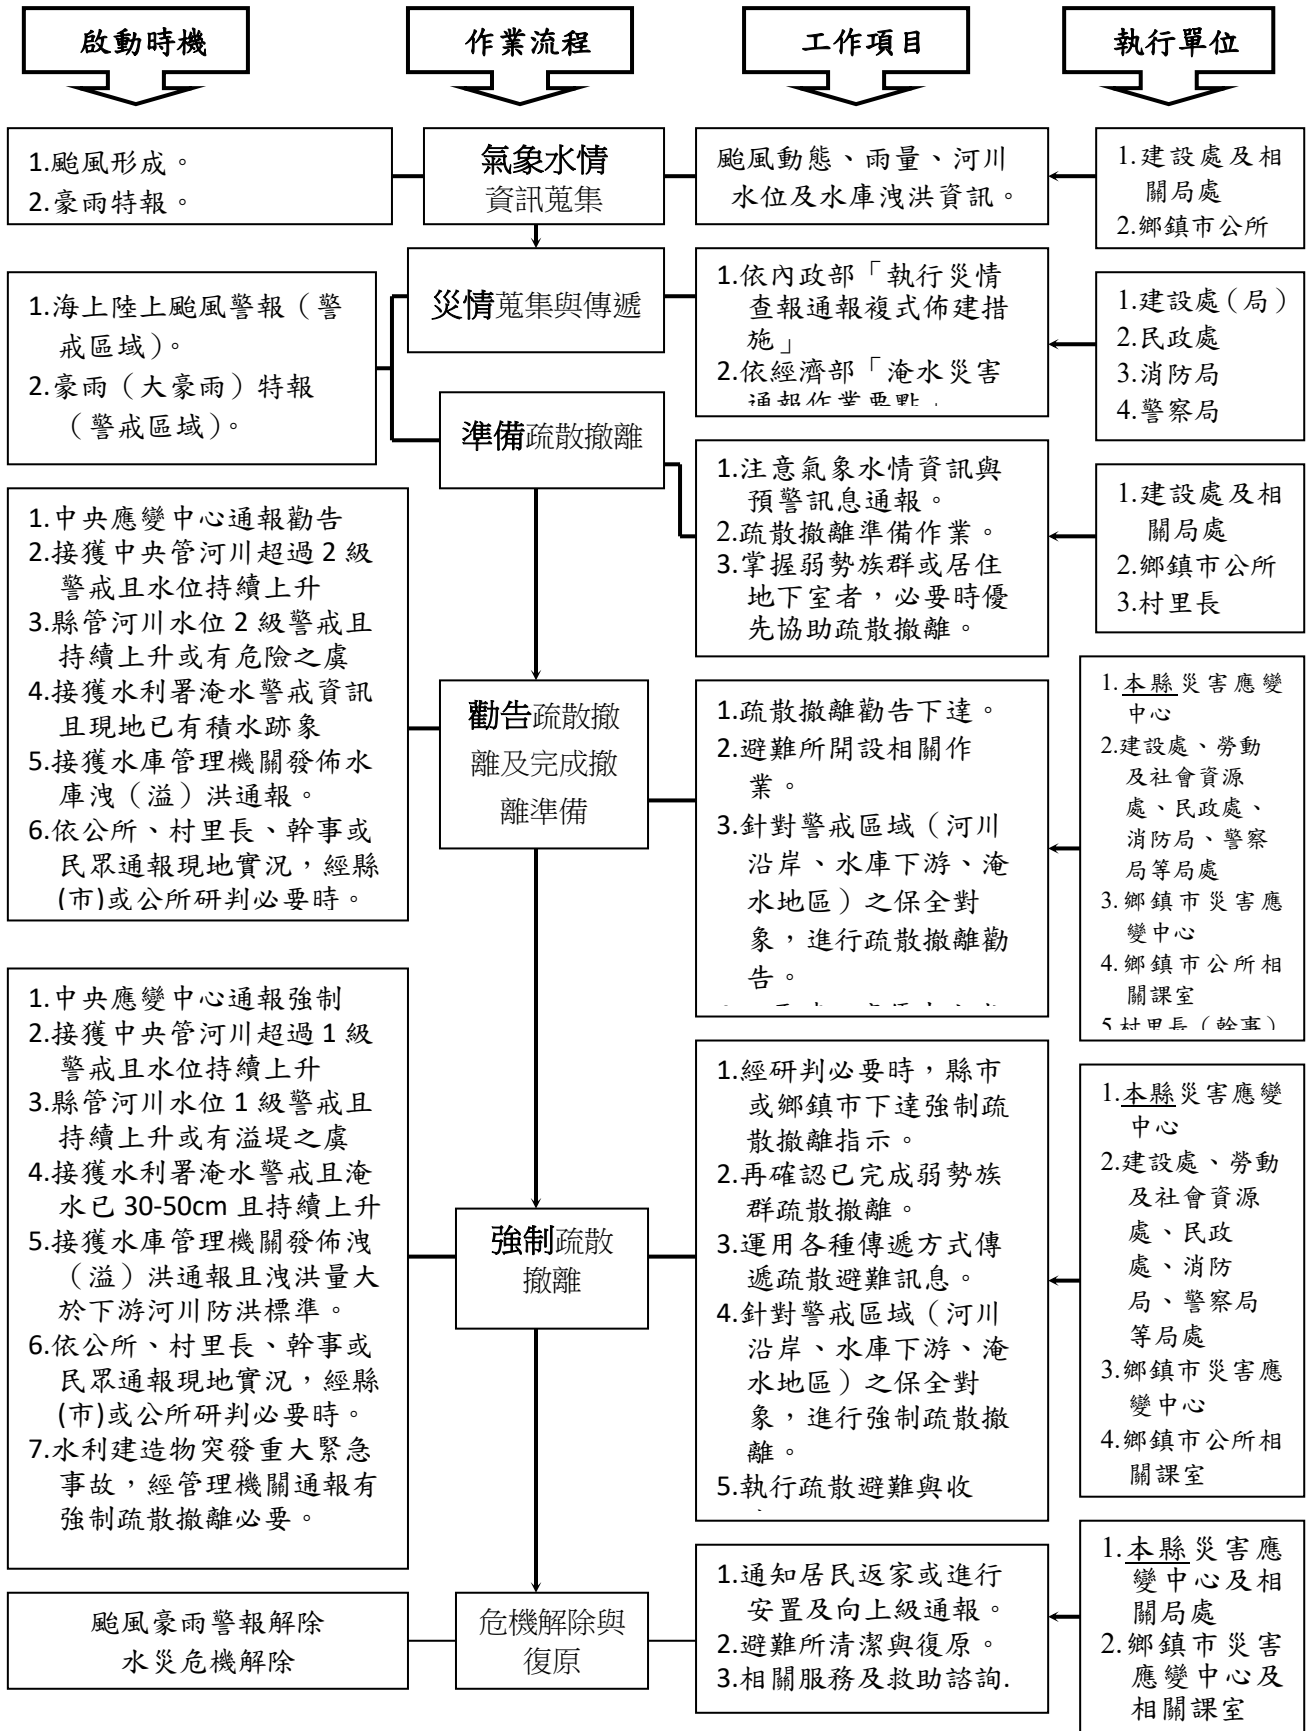 啟動時機
作業流程
工作項目
執行單位
1.颱風形成。
2.豪雨特報。
氣象水情
資訊蒐集
颱風動態、雨量、河川
水位及水庫洩洪資訊。
1.建設處及相
關局處
2.鄉鎮市公所
1.海上陸上颱風警報（警
戒區域）。
2.豪雨（大豪雨）特報
（警戒區域）。
災情蒐集與傳遞
1.依內政部「執行災情
查報通報複式佈建措
施」
2.依經濟部「淹水災害
通報作業要點」
1.建設處（局）
2.民政處
3.消防局
4.警察局
準備疏散撤離
1.注意氣象水情資訊與
預警訊息通報。
2.疏散撤離準備作業。
3.掌握弱勢族群或居住
地下室者，必要時優
先協助疏散撤離。
1.建設處及相
關局處
2.鄉鎮市公所
3.村里長
1.中央應變中心通報勸告
2.接獲中央管河川超過 2 級
警戒且水位持續上升
3.縣管河川水位 2 級警戒且
持續上升或有危險之虞
4.接獲水利署淹水警戒資訊
且現地已有積水跡象
5.接獲水庫管理機關發佈水
庫洩（溢）洪通報。
6.依公所、村里長、幹事或
民眾通報現地實況，經縣
(市)或公所研判必要時。
勸告疏散撤
離及完成撤
離準備
1.疏散撤離勸告下達。
2.避難所開設相關作
業。
3.針對警戒區域（河川
沿岸、水庫下游、淹
水地區）之保全對
象，進行疏散撤離勸
告。
1.本縣災害應變
中心
2.建設處、勞動
及社會資源
處、民政處、
消防局、警察
局等局處
3.鄉鎮市災害應
變中心
4.鄉鎮市公所相
關課室
5.村里長（幹事）
1.中央應變中心通報強制
2.接獲中央管河川超過 1 級
警戒且水位持續上升
3.縣管河川水位 1 級警戒且
持續上升或有溢堤之虞
4.接獲水利署淹水警戒且淹
水已 30-50cm 且持續上升
5.接獲水庫管理機關發佈洩
（溢）洪通報且洩洪量大
於下游河川防洪標準。
6.依公所、村里長、幹事或
民眾通報現地實況，經縣
(市)或公所研判必要時。
7.水利建造物突發重大緊急
事故，經管理機關通報有
強制疏散撤離必要。
強制疏散
撤離
1.經研判必要時，縣市
或鄉鎮市下達強制疏
散撤離指示。
2.再確認已完成弱勢族
群疏散撤離。
3.運用各種傳遞方式傳
遞疏散避難訊息。
4.針對警戒區域（河川
沿岸、水庫下游、淹
水地區）之保全對
象，進行強制疏散撤
離。
5.執行疏散避難與收
1.本縣災害應變
中心
2.建設處、勞動
及社會資源
處、民政
處、消防
局、警察局
等局處
3.鄉鎮市災害應
變中心
4.鄉鎮市公所相
關課室
颱風豪雨警報解除
水災危機解除
危機解除與
復原
1.通知居民返家或進行
安置及向上級通報。
2.避難所清潔與復原。
3.相關服務及救助諮詢.
1.本縣災害應
變中心及相
關局處
2.鄉鎮市災害
應變中心及
相關課室